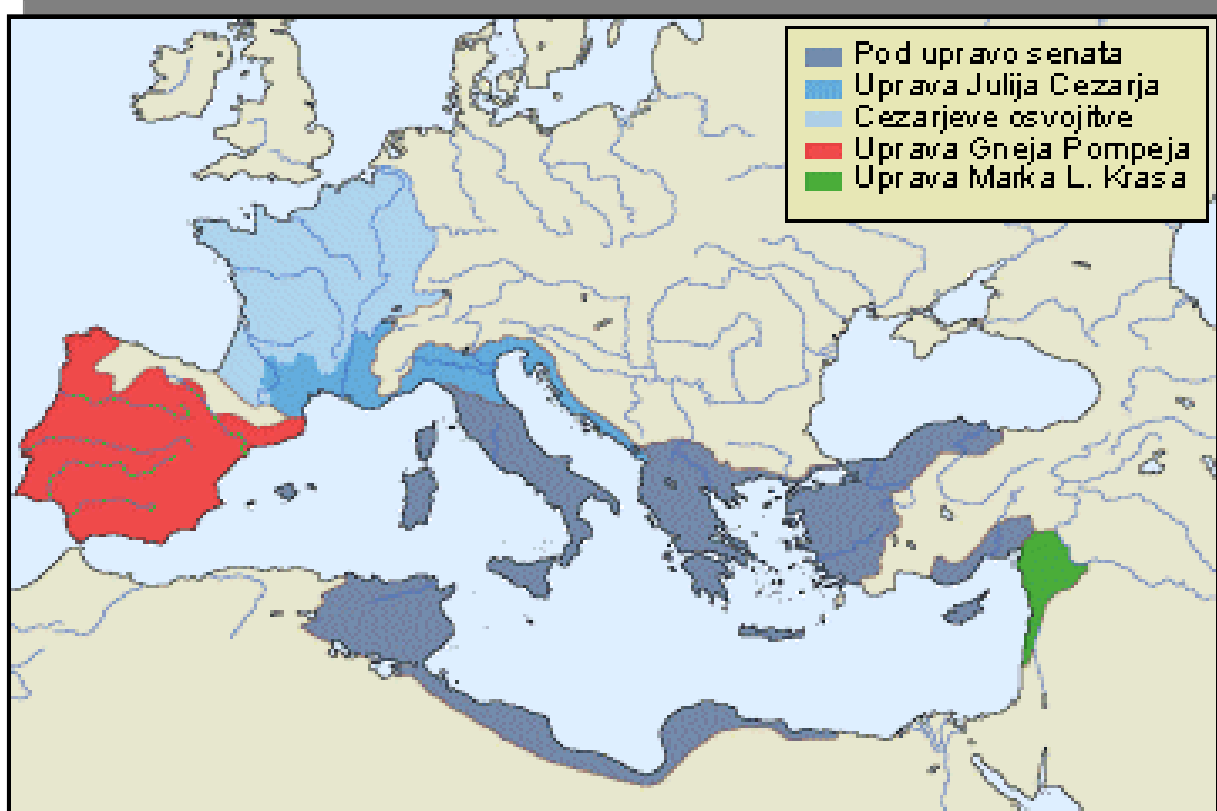 Pod upravo senata
Uprava Julija Cezarja
Cezarjeve osvojitve
Uprava Gneja Pompeja
Uprava Marka L. Krasa